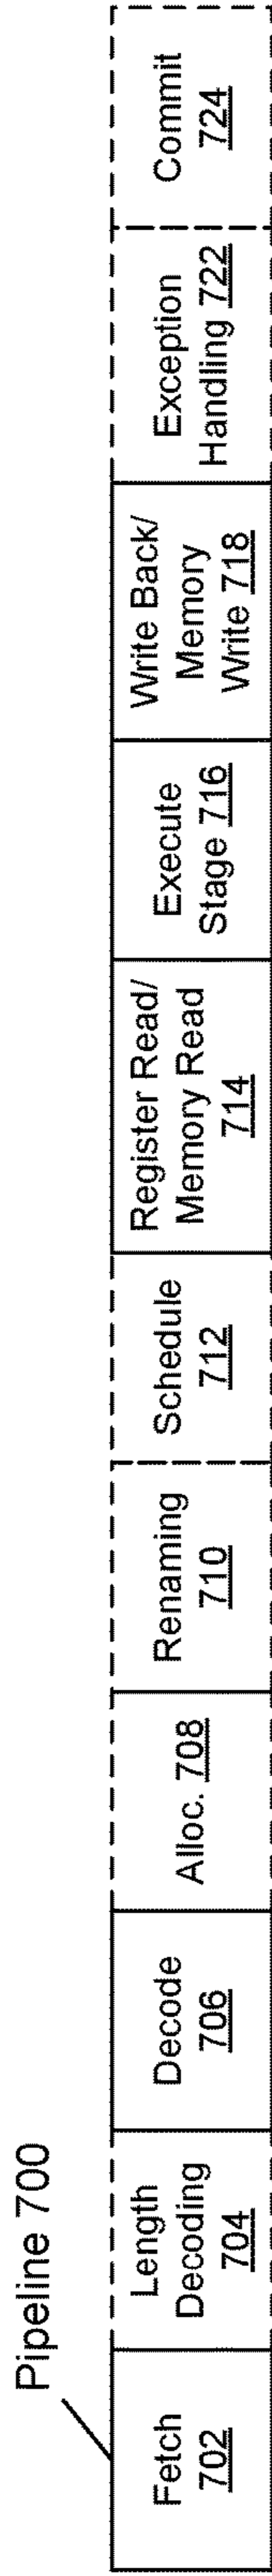 Pipeline 700
Fetch
702
Length
Decoding
704
Decode
706
Alloc. 708
Renaming
710
Schedule
712
Register Read/
Memory Read
714
Execute
Stage 716
Write Back/
Memory
Write 718
Exception
Handling 722
Commit
724